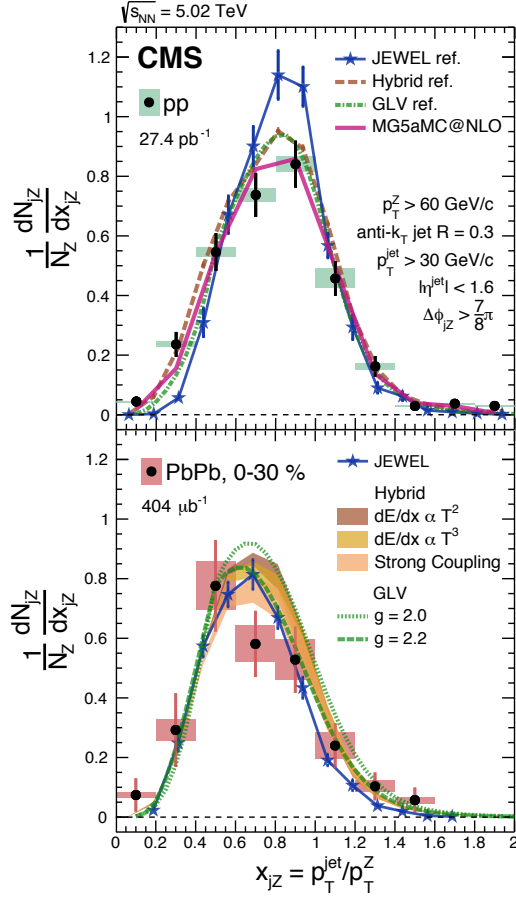 √s_NN = 5.02 TeV
CMS
pp
27.4 pb⁻¹
JEWEL ref.
Hybrid ref.
GLV ref.
MG5aMC@NLO
p_T^Z > 60 GeV/c
anti-k_T jet R = 0.3
p_T^jet > 30 GeV/c
|η^jet| < 1.6
Δϕ_jZ > 7/8 π
1/N_Z dN_jZ/dx_jZ
1.2
1
0.8
0.6
0.4
0.2
0
PbPb, 0-30 %
404 μb⁻¹
JEWEL
Hybrid
dE/dx α T²
dE/dx α T³
Strong Coupling
GLV
g = 2.0
g = 2.2
1/N_Z dN_jZ/dx_jZ
1.2
1
0.8
0.6
0.4
0.2
0
0 0.2 0.4 0.6 0.8 1 1.2 1.4 1.6 1.8 2
x_jZ = p_T^jet/p_T^Z